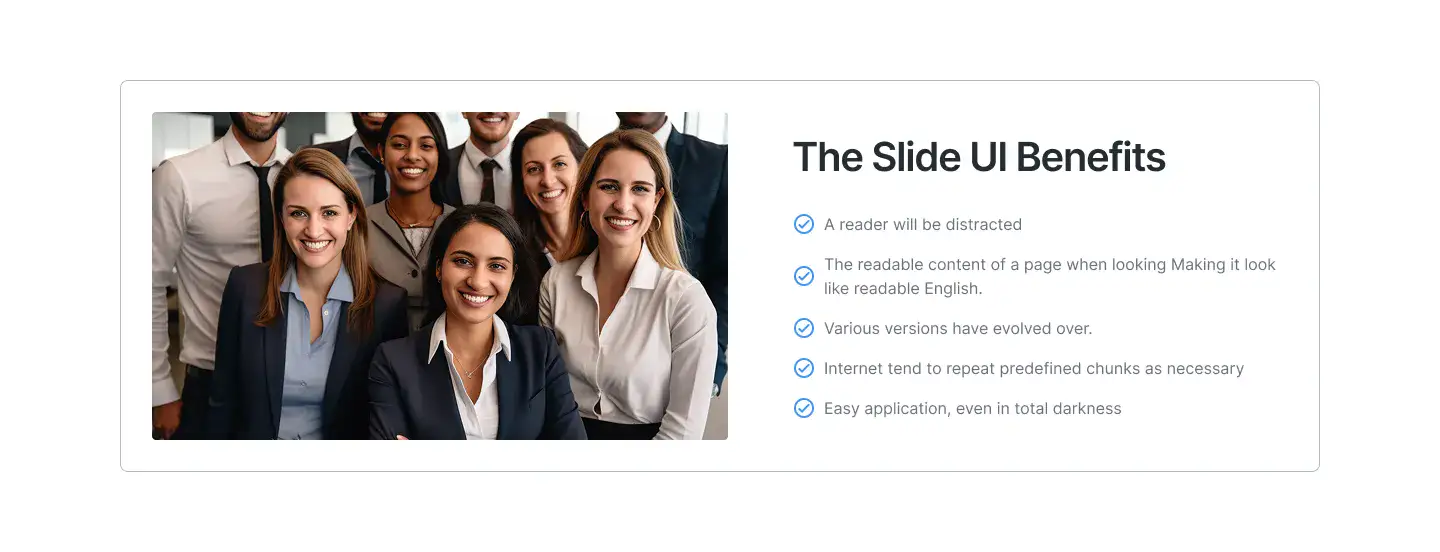 The Slide UI Benefits
A reader will be distracted
The readable content of a page when looking Making it look
like readable English.
Various versions have evolved over.
Internet tend to repeat predefined chunks as necessary
Easy application, even in total darkness